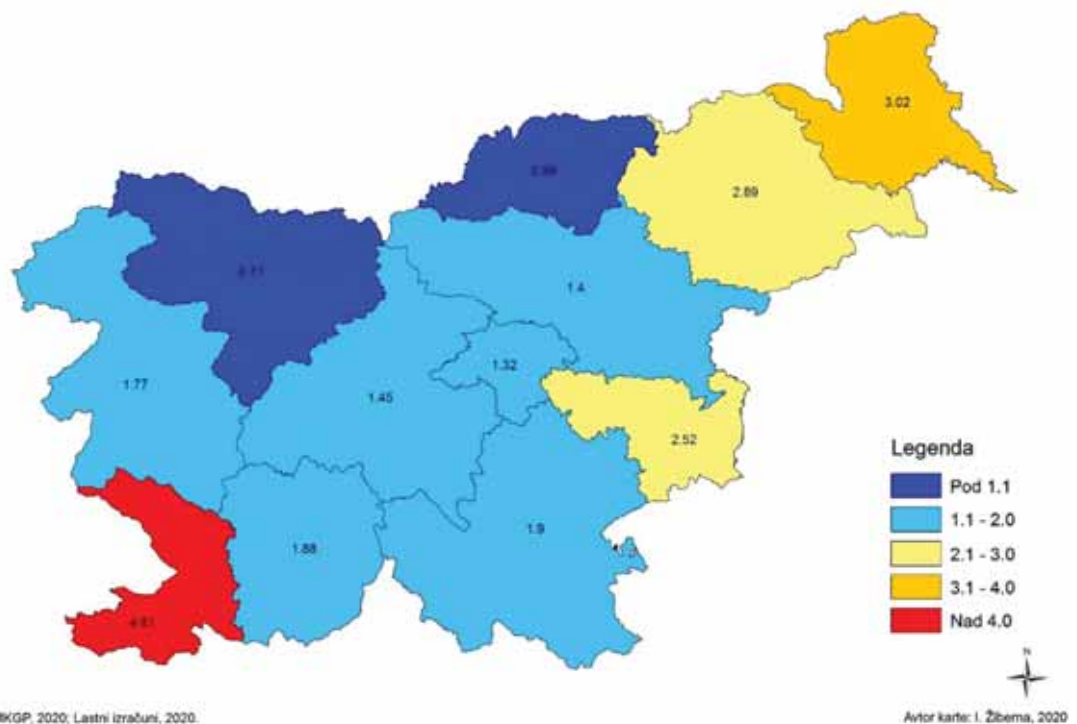 3.02
2.69
1.4
1.32
1.77
1.45
2.52
1.9
1.88
Legenda
Pod 1.1
1.1 - 2.0
2.1 - 3.0
3.1 - 4.0
Nad 4.0
N
2020; Lastni izračuni, 2020.
Avtor karte: I. Žiberna, 2020